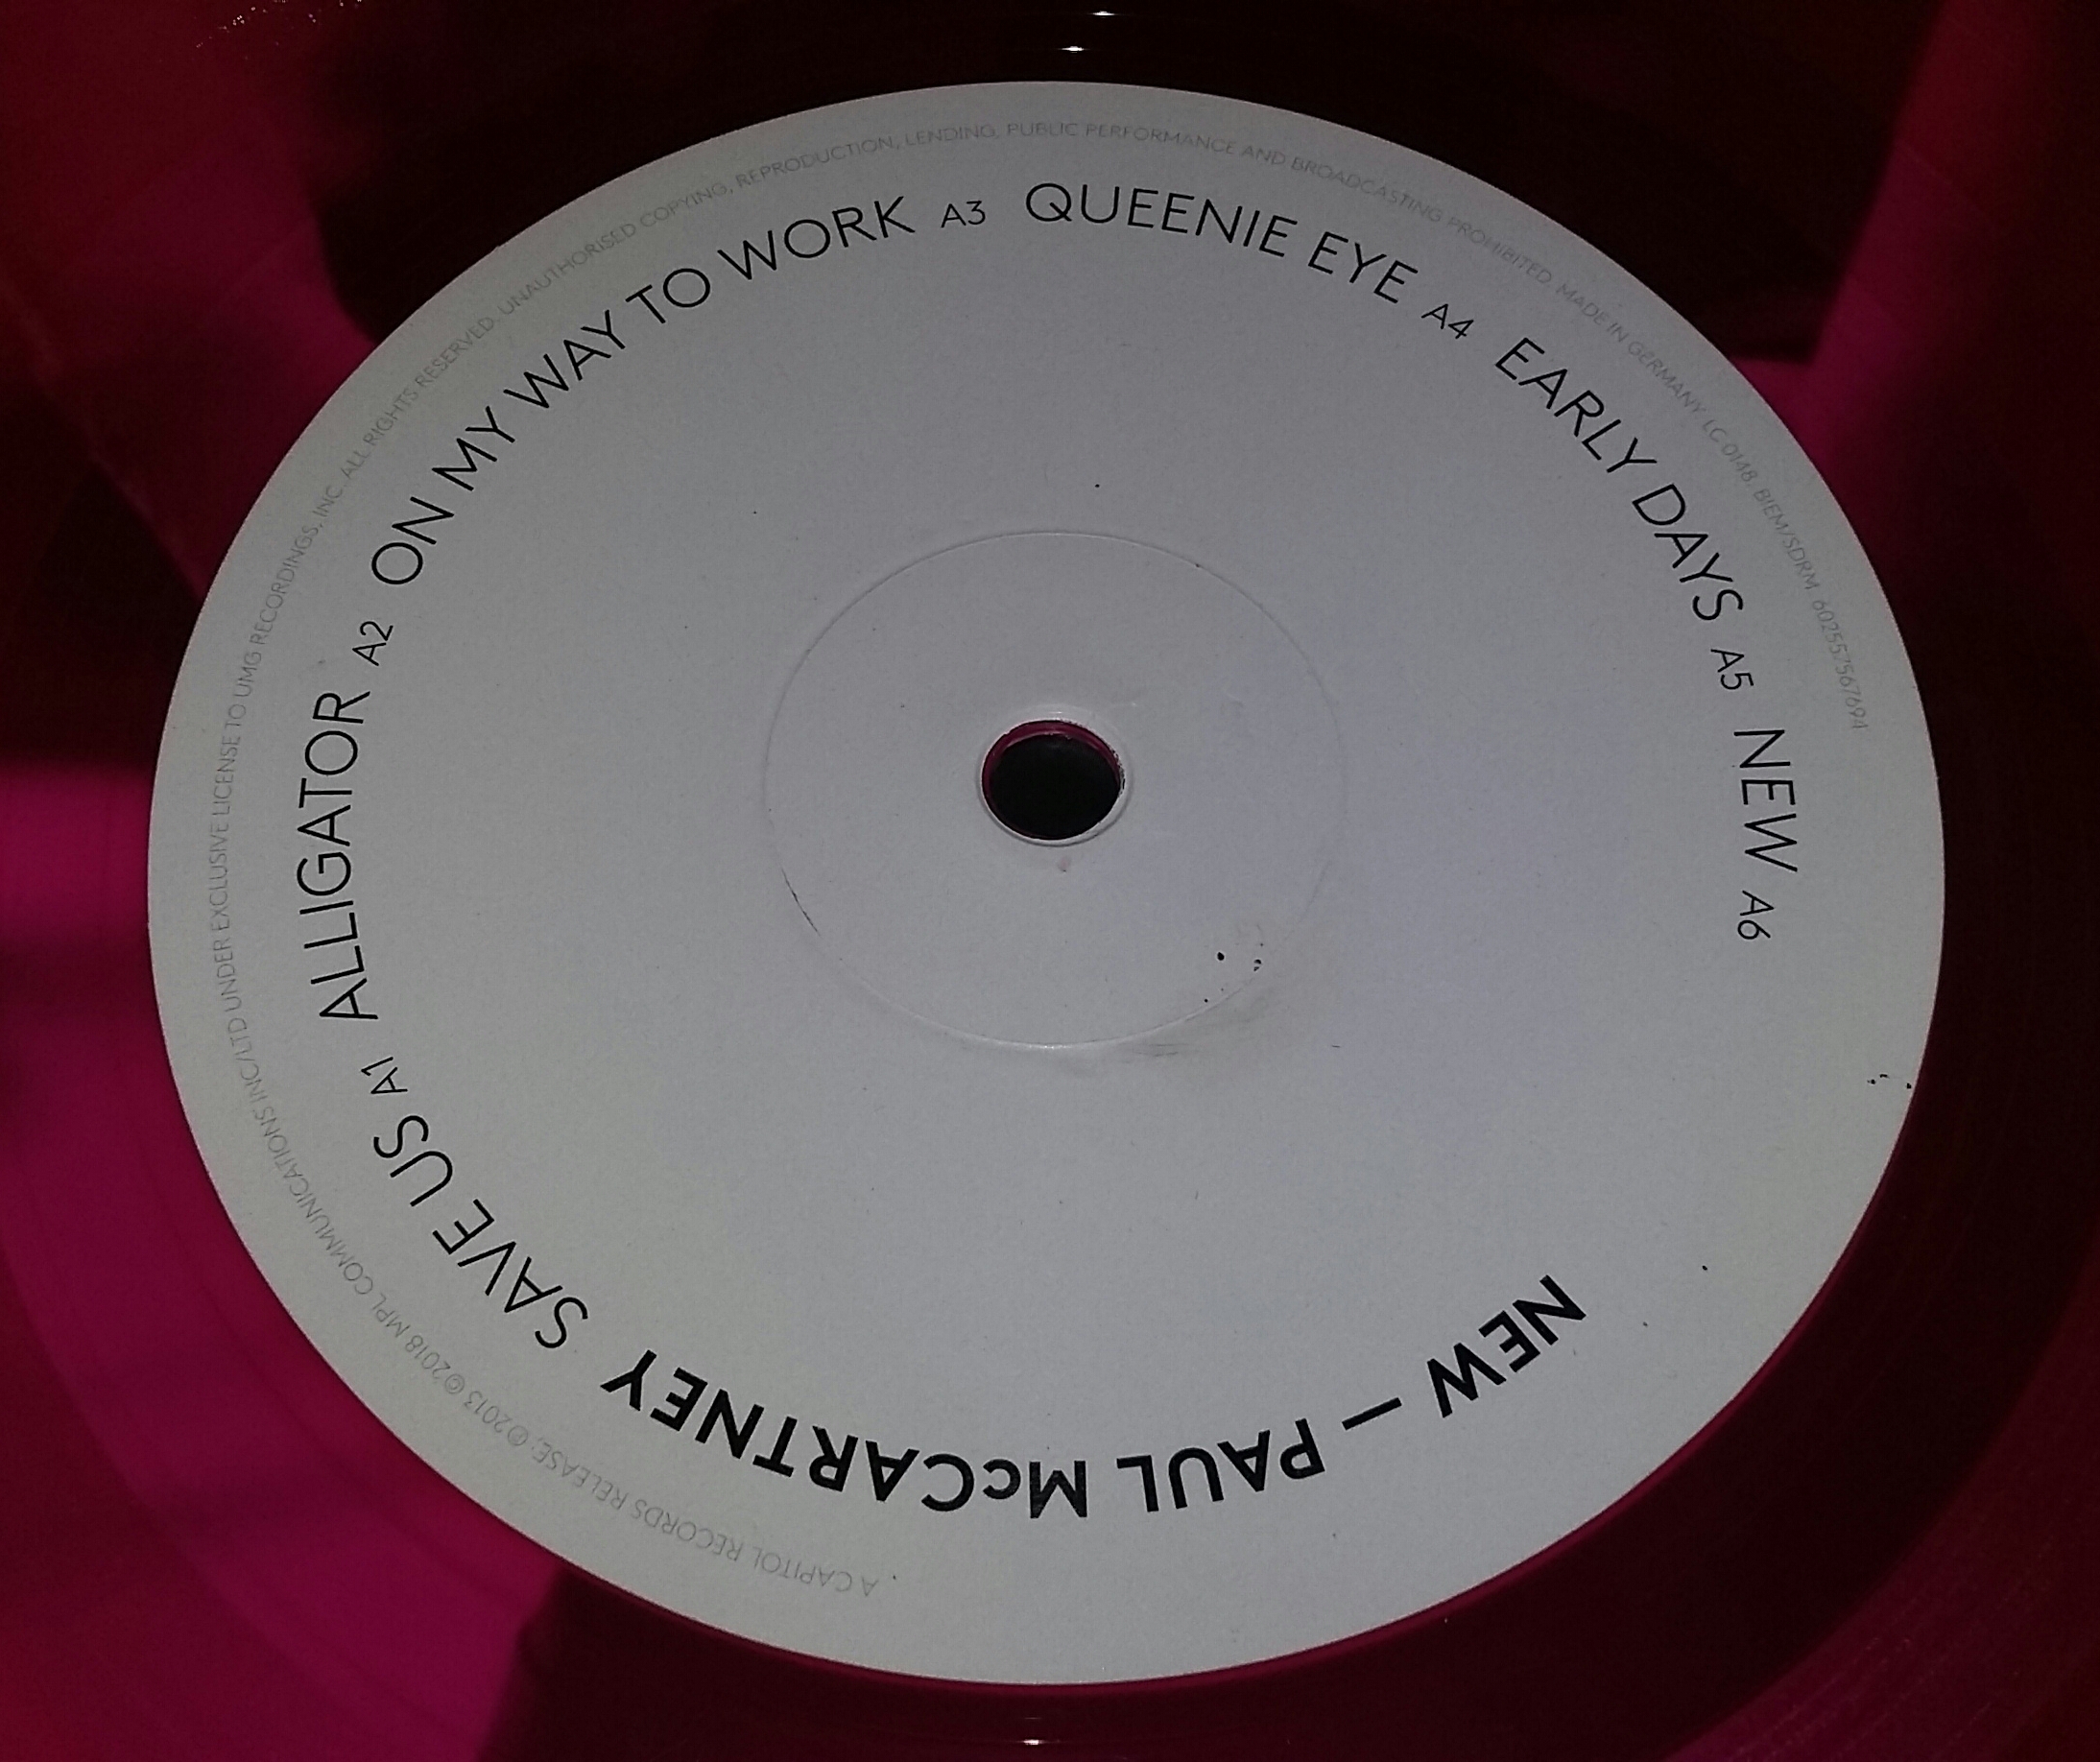 NEW — PAUL McCARTNEY SAVE US A1 ALLIGATOR A2 ON MY WAY TO WORK A3 QUEENIE EYE A4 EARLY DAYS A5 NEW A6
A CAPITOL RECORDS RELEASE; ℗2013 ©2018 MPL COMMUNICATIONS INC/LTD UNDER EXCLUSIVE LICENSE TO UMG RECORDINGS, INC. ALL RIGHTS RESERVED. UNAUTHORISED COPYING, REPRODUCTION, LENDING, PUBLIC PERFORMANCE AND BROADCASTING PROHIBITED. MADE IN GERMANY. LC 0148. BIEM/SDRM. 602557567694